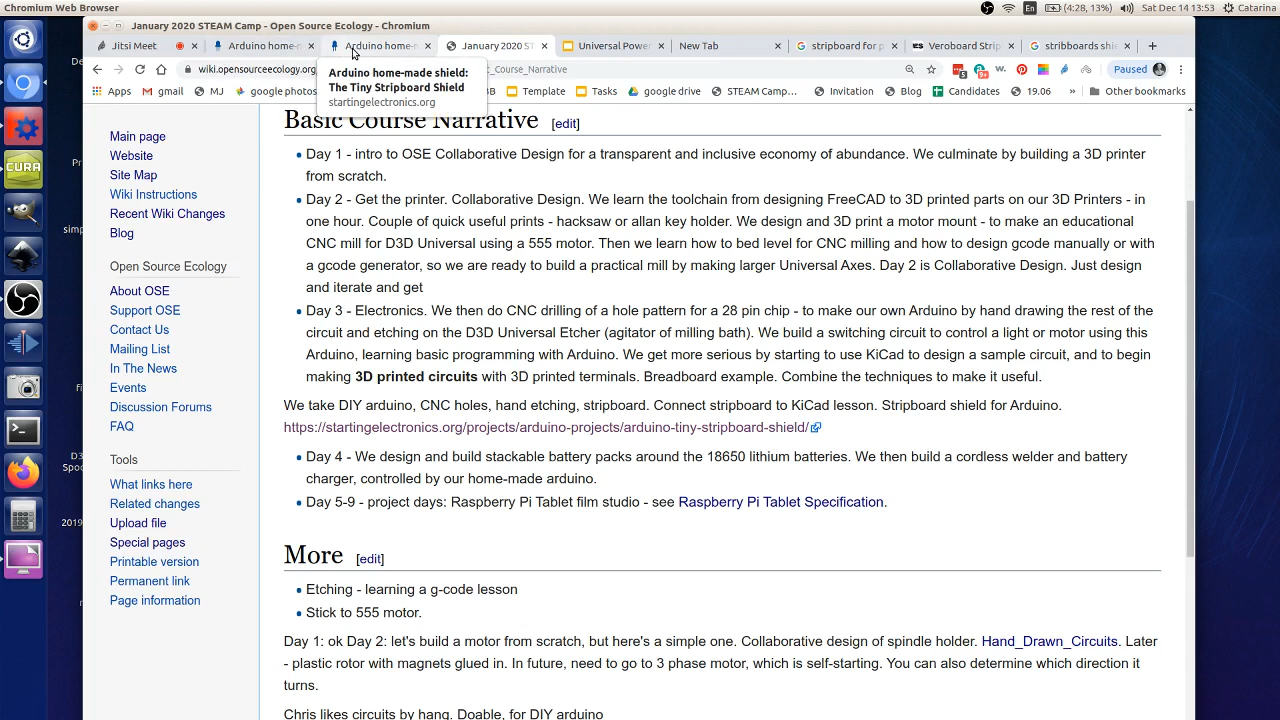 Chromium Web Browser
En
(4:28, 13%)
Sat Dec 14 13:53
Catarina
January 2020 STEAM Camp - Open Source Ecology - Chromium
Jitsi Meet
Arduino home-m
Arduino home-m
January 2020 ST
Universal Power
New Tab
stripboard for p
Veroboard Strip
stribboards shie
wiki.opensourceecology.org
C_Course_Narrative
Paused
Apps
gmail
MJ
google photos
BB
Template
Tasks
google drive
STEAM Camp...
Invitation
Blog
Candidates
19.06
»
Other bookmarks
Arduino home-made shield:
The Tiny Stripboard Shield
startingelectronics.org
Main page
Website
Site Map
Wiki Instructions
Recent Wiki Changes
Blog
Open Source Ecology
About OSE
Support OSE
Contact Us
Mailing List
In The News
Events
Discussion Forums
FAQ
Tools
What links here
Related changes
Upload file
Special pages
Printable version
Permanent link
Page information
Basic Course Narrative [edit]
Day 1 - intro to OSE Collaborative Design for a transparent and inclusive economy of abundance. We culminate by building a 3D printer
from scratch.
Day 2 - Get the printer. Collaborative Design. We learn the toolchain from designing FreeCAD to 3D printed parts on our 3D Printers - in
one hour. Couple of quick useful prints - hacksaw or allan key holder. We design and 3D print a motor mount - to make an educational
CNC mill for D3D Universal using a 555 motor. Then we learn how to bed level for CNC milling and how to design gcode manually or with
a gcode generator, so we are ready to build a practical mill by making larger Universal Axes. Day 2 is Collaborative Design. Just design
and iterate and get
Day 3 - Electronics. We then do CNC drilling of a hole pattern for a 28 pin chip - to make our own Arduino by hand drawing the rest of the
circuit and etching on the D3D Universal Etcher (agitator of milling bath). We build a switching circuit to control a light or motor using this
Arduino, learning basic programming with Arduino. We get more serious by starting to use KiCad to design a sample circuit, and to begin
making 3D printed circuits with 3D printed terminals. Breadboard example. Combine the techniques to make it useful.
We take DIY arduino, CNC holes, hand etching, stripboard. Connect stripboard to KiCad lesson. Stripboard shield for Arduino.
https://startingelectronics.org/projects/arduino-projects/arduino-tiny-stripboard-shield/
Day 4 - We design and build stackable battery packs around the 18650 lithium batteries. We then build a cordless welder and battery
charger, controlled by our home-made arduino.
Day 5-9 - project days: Raspberry Pi Tablet film studio - see Raspberry Pi Tablet Specification.
More [edit]
Etching - learning a g-code lesson
Stick to 555 motor.
Day 1: ok Day 2: let's build a motor from scratch, but here's a simple one. Collaborative design of spindle holder. Hand_Drawn_Circuits. Later
- plastic rotor with magnets glued in. In future, need to go to 3 phase motor, which is self-starting. You can also determine which direction it
turns.
Chris likes circuits by hang. Doable, for DIY arduino